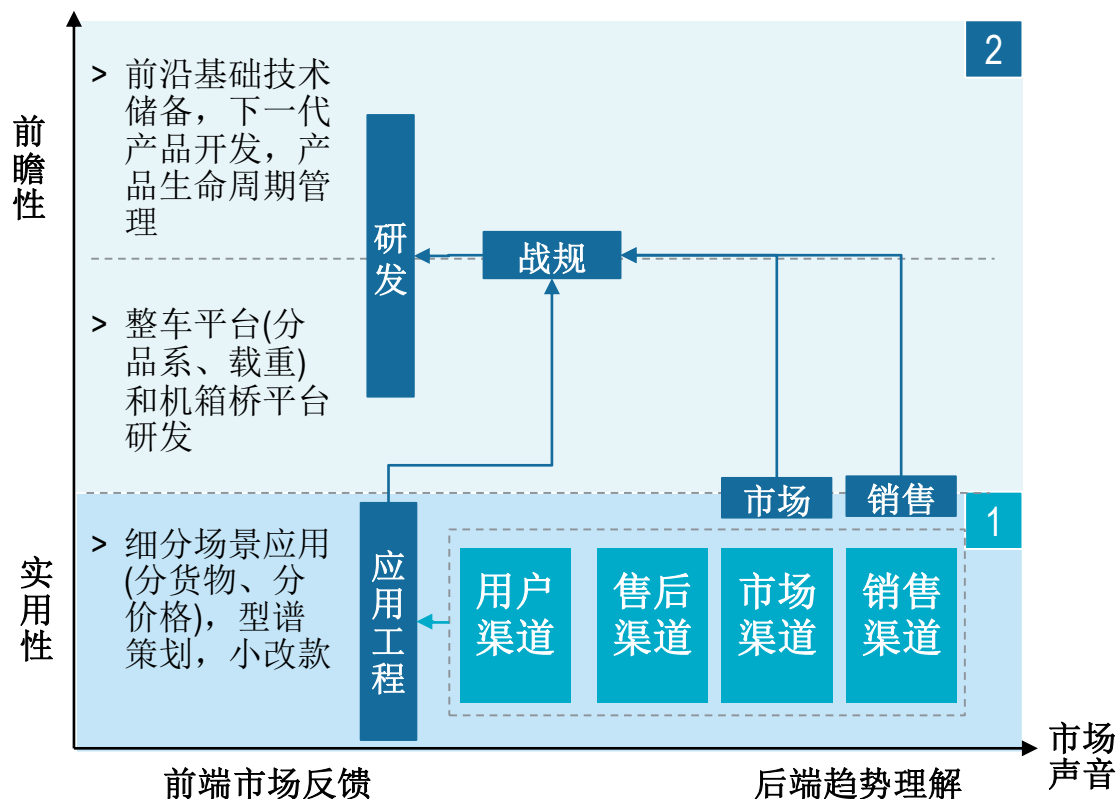 2
> 前沿基础技术
储备，下一代
产品开发，产
品生命周期管
理
前瞻性
研发
战规
> 整车平台(分
品系、载重)
和机箱桥平台
研发
市场
销售
1
> 细分场景应用
(分货物、分
价格)，型谱
策划，小改款
实用性
应用工程
用户
渠道
售后
渠道
市场
渠道
销售
渠道
市场
声音
前端市场反馈
后端趋势理解